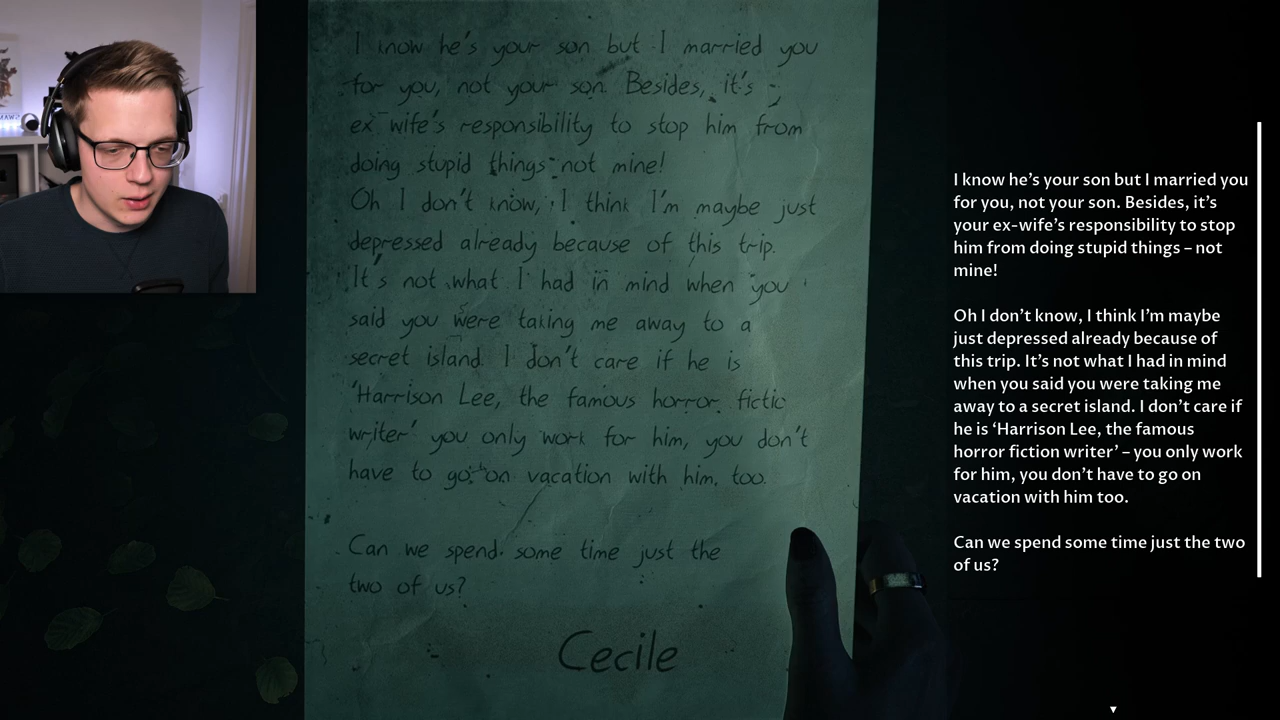 I know he's your son but I married you
for you, not your son. Besides, it's
ex wife's responsibility to stop him from
doing stupid things not mine!
Oh I don't know, I think I'm maybe just
depressed already because of this trip.
It's not what I had in mind when you
said you were taking me away to a
secret island. I don't care if he is
'Harrison Lee, the famous horror fictic
writer' you only work for him, you don't
have to go on vacation with him, too.
Can we spend some time just the
two of us?
Cecile
I know he's your son but I married you
for you, not your son. Besides, it's
your ex-wife's responsibility to stop
him from doing stupid things – not
mine!
Oh I don't know, I think I'm maybe
just depressed already because of
this trip. It's not what I had in mind
when you said you were taking me
away to a secret island. I don't care if
he is 'Harrison Lee, the famous
horror fiction writer' – you only work
for him, you don't have to go on
vacation with him too.
Can we spend some time just the two
of us?